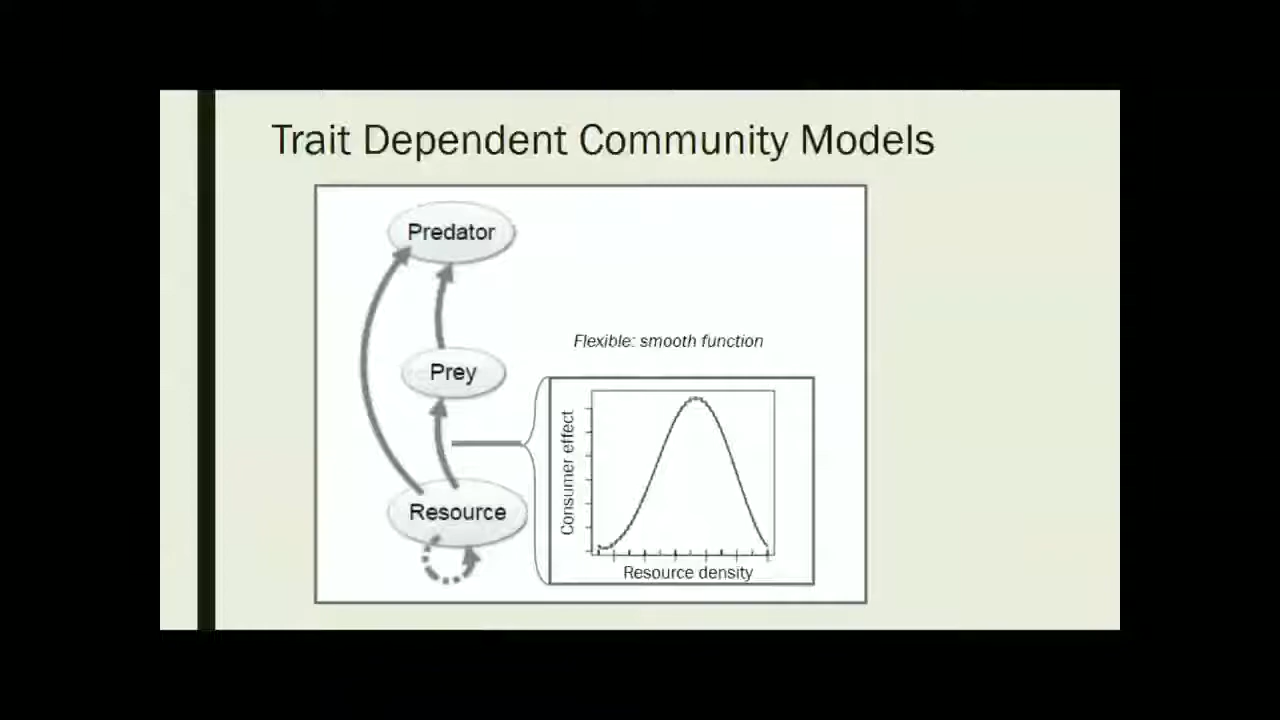 Trait Dependent Community Models
Predator
Flexible: smooth function
Prey
Consumer effect
Resource
Resource density